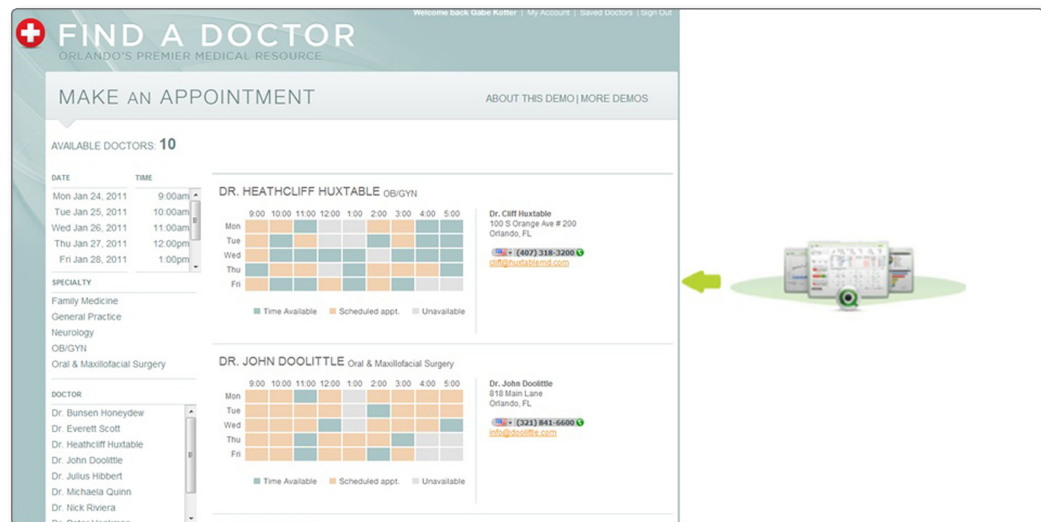 Welcome back Gabe Kotter | My Account | Saved Doctors | Sign Out
FIND A DOCTOR
ORLANDO'S PREMIER MEDICAL RESOURCE
MAKE AN APPOINTMENT
ABOUT THIS DEMO | MORE DEMOS
AVAILABLE DOCTORS: 10
DATE TIME
Mon Jan 24, 2011 9:00am
Tue Jan 25, 2011 10:00am
Wed Jan 26, 2011 11:00am
Thu Jan 27, 2011 12:00pm
Fri Jan 28, 2011 1:00pm
SPECIALTY
Family Medicine
General Practice
Neurology
OB/GYN
Oral & Maxillofacial Surgery
DOCTOR
Dr. Bunsen Honeydew
Dr. Everett Scott
Dr. Heathcliff Huxtable
Dr. John Doolittle
Dr. Julius Hibbert
Dr. Michaela Quinn
Dr. Nick Riviera
DR. HEATHCLIFF HUXTABLE OB/GYN
9:00 10:00 11:00 12:00 1:00 2:00 3:00 4:00 5:00
Mon
Tue
Wed
Thu
Fri
Time Available Scheduled appt. Unavailable
Dr. Cliff Huxtable
100 S Orange Ave # 200
Orlando, FL
(407) 318-3200
cliff@huxtablemd.com
DR. JOHN DOOLITTLE Oral & Maxillofacial Surgery
9:00 10:00 11:00 12:00 1:00 2:00 3:00 4:00 5:00
Mon
Tue
Wed
Thu
Fri
Time Available Scheduled appt. Unavailable
Dr. John Doolittle
818 Main Lane
Orlando, FL
(321) 841-6600
info@doolittle.com